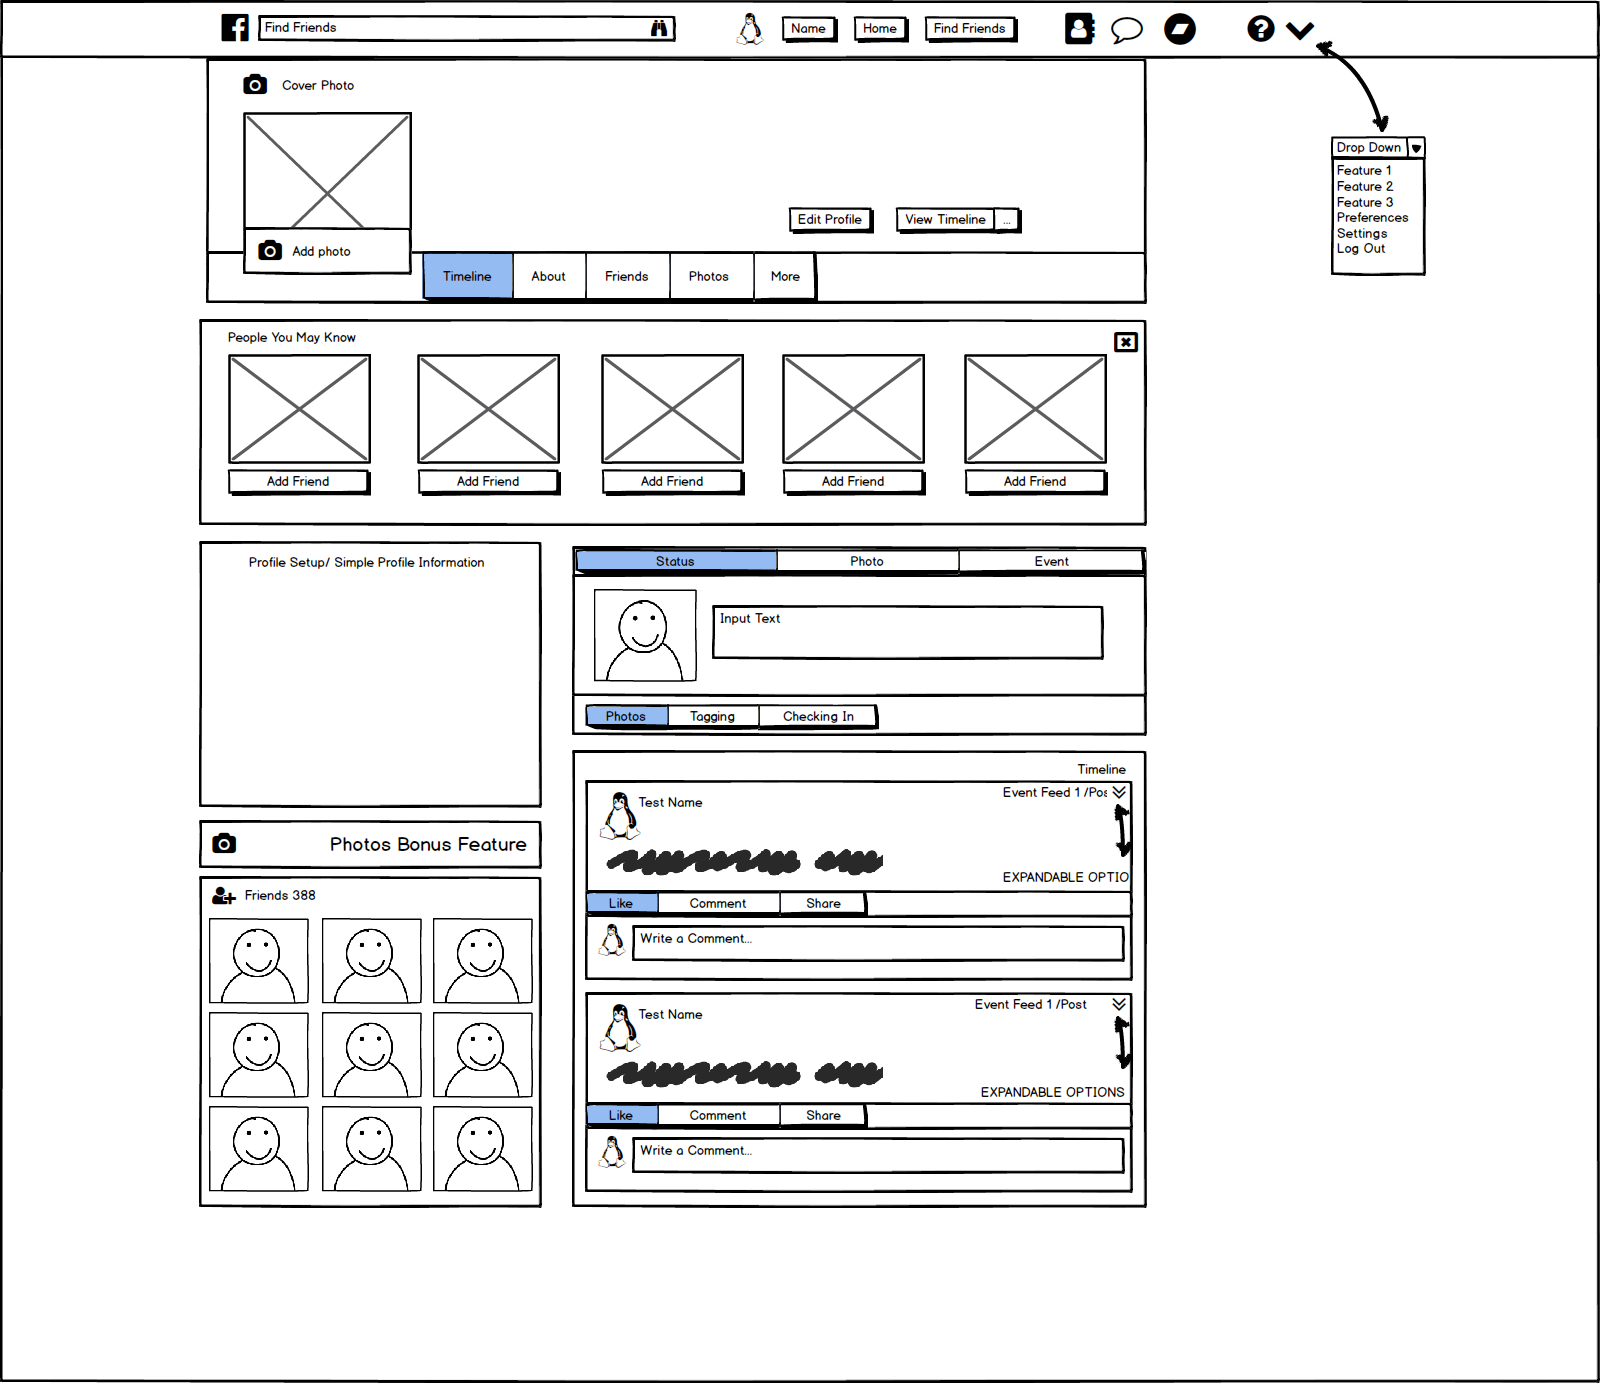 Find Friends
Name
Home
Find Friends
Cover Photo
Drop Down
Feature 1
Feature 2
Feature 3
Preferences
Settings
Log Out
Edit Profile
View Timeline
...
Add photo
Timeline
About
Friends
Photos
More
People You May Know
Add Friend
Add Friend
Add Friend
Add Friend
Add Friend
Profile Setup/ Simple Profile Information
Status
Photo
Event
Input Text
Photos
Tagging
Checking In
Photos Bonus Feature
Friends 388
Timeline
Test Name
Event Feed 1 /Pos
EXPANDABLE OPTIO
Like
Comment
Share
Write a Comment...
Test Name
Event Feed 1 /Post
EXPANDABLE OPTIONS
Like
Comment
Share
Write a Comment...